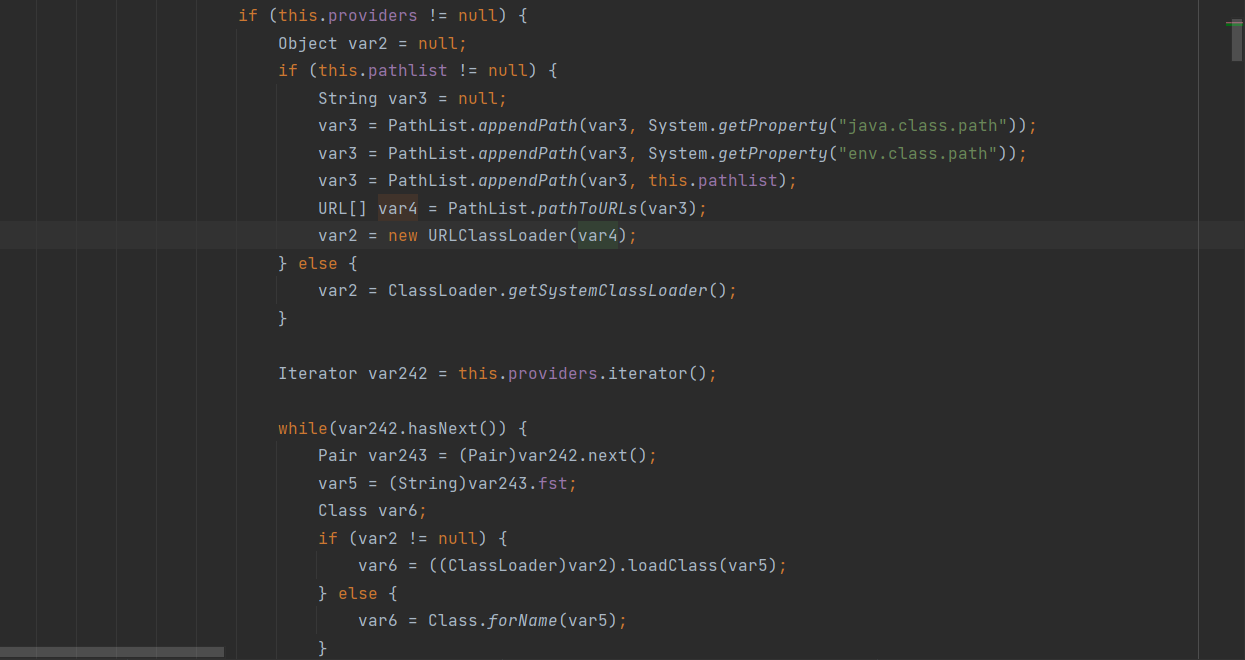 if (this.providers != null) {
Object var2 = null;
if (this.pathlist != null) {
String var3 = null;
var3 = PathList.appendPath(var3, System.getProperty("java.class.path"));
var3 = PathList.appendPath(var3, System.getProperty("env.class.path"));
var3 = PathList.appendPath(var3, this.pathlist);
URL[] var4 = PathList.pathToURLs(var3);
var2 = new URLClassLoader(var4);
} else {
var2 = ClassLoader.getSystemClassLoader();
}
Iterator var242 = this.providers.iterator();
while(var242.hasNext()) {
Pair var243 = (Pair)var242.next();
var5 = (String)var243.fst;
Class var6;
if (var2 != null) {
var6 = ((ClassLoader)var2).loadClass(var5);
} else {
var6 = Class.forName(var5);
}